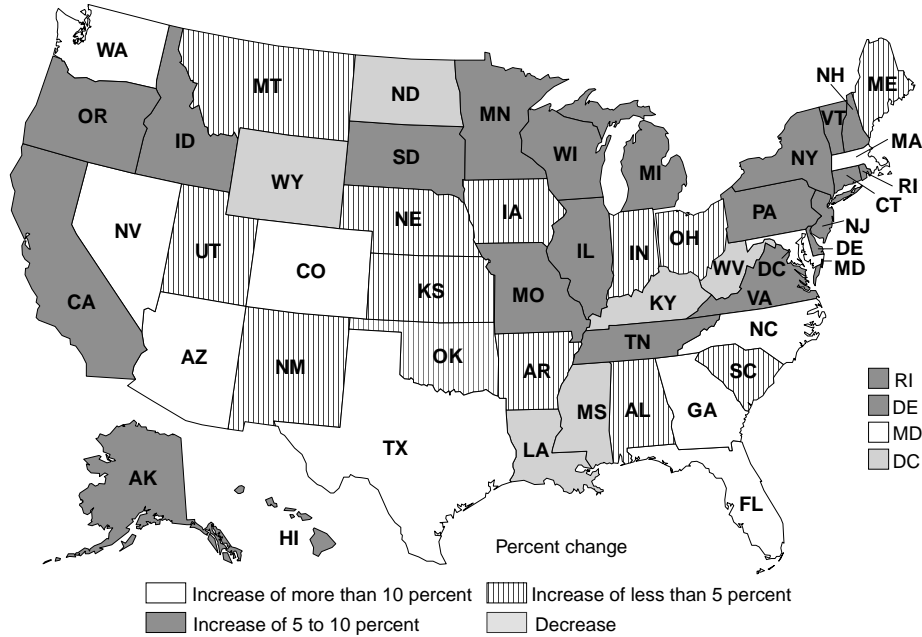 WA
MT
ND
MN
NH
ME
VT
OR
ID
SD
WI
MI
NY
MA
RI
CT
WY
NE
IA
PA
NJ
NV
UT
CO
KS
MO
IL
IN
OH
WV
DC
DE
MD
CA
KY
VA
AZ
NM
OK
AR
TN
NC
SC
MS
AL
GA
RI
DE
MD
DC
TX
LA
FL
AK
HI
Percent change
Increase of more than 10 percent
Increase of less than 5 percent
Increase of 5 to 10 percent
Decrease